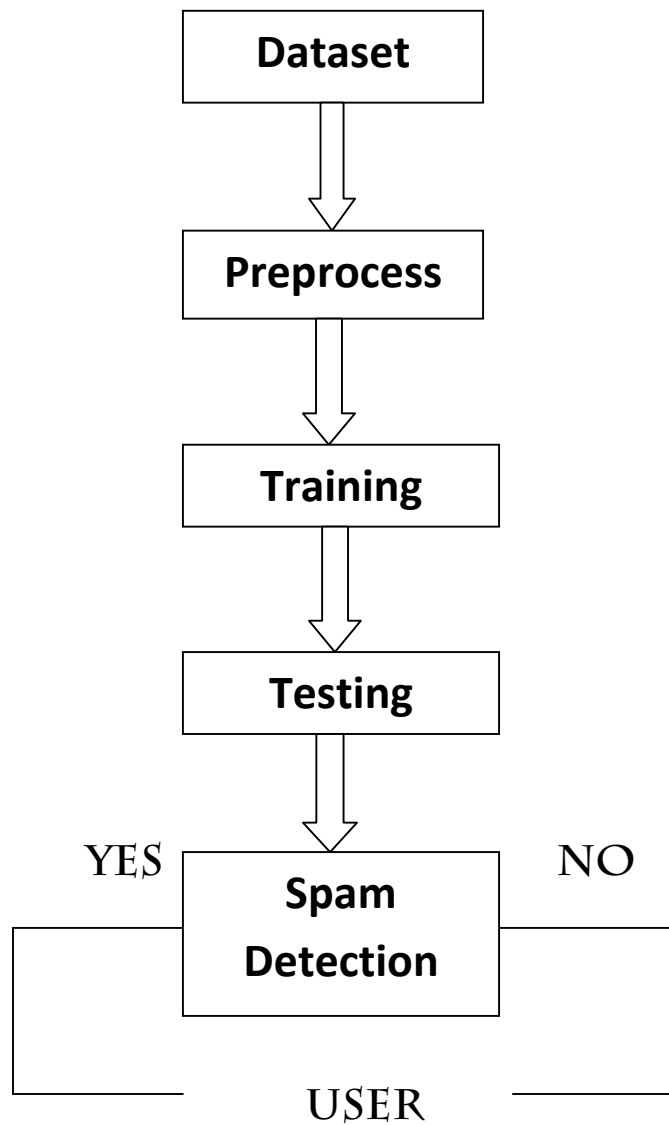 Dataset
Preprocess
Training
Testing
YES
NO
Spam
Detection
USER